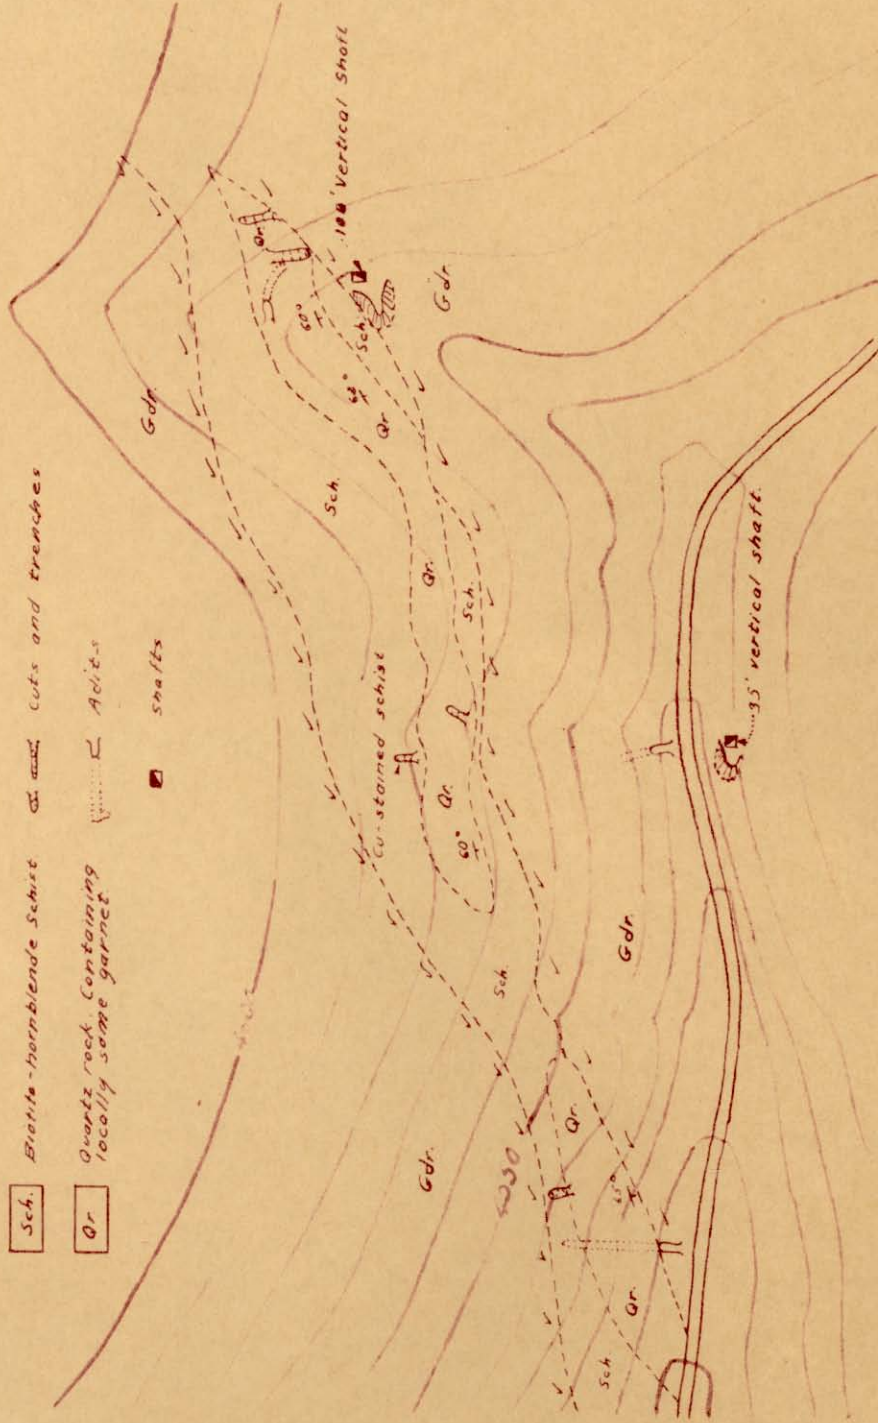 Sch.
Biotite-hornblende Schist
Cuts and trenches
Qr
Quartz rock. Containing
locally some garnet
Adits
Shafts
100' Vertical Shaft
Qr.
60°
Sch.
Gdr.
Gdr.
Qr
Sch.
Qr.
Sch.
Cu-stained schist
Qr.
60°
35' vertical shaft.
Sch.
Gdr.
Gdr.
Qr.
65°
Qr.
Sch